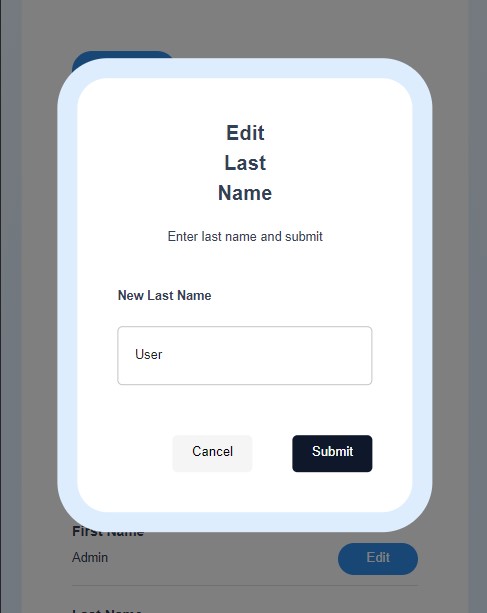 Edit
Last
Name
Enter last name and submit
New Last Name
User
Cancel
Submit
First Name
Admin
Edit
Last Name